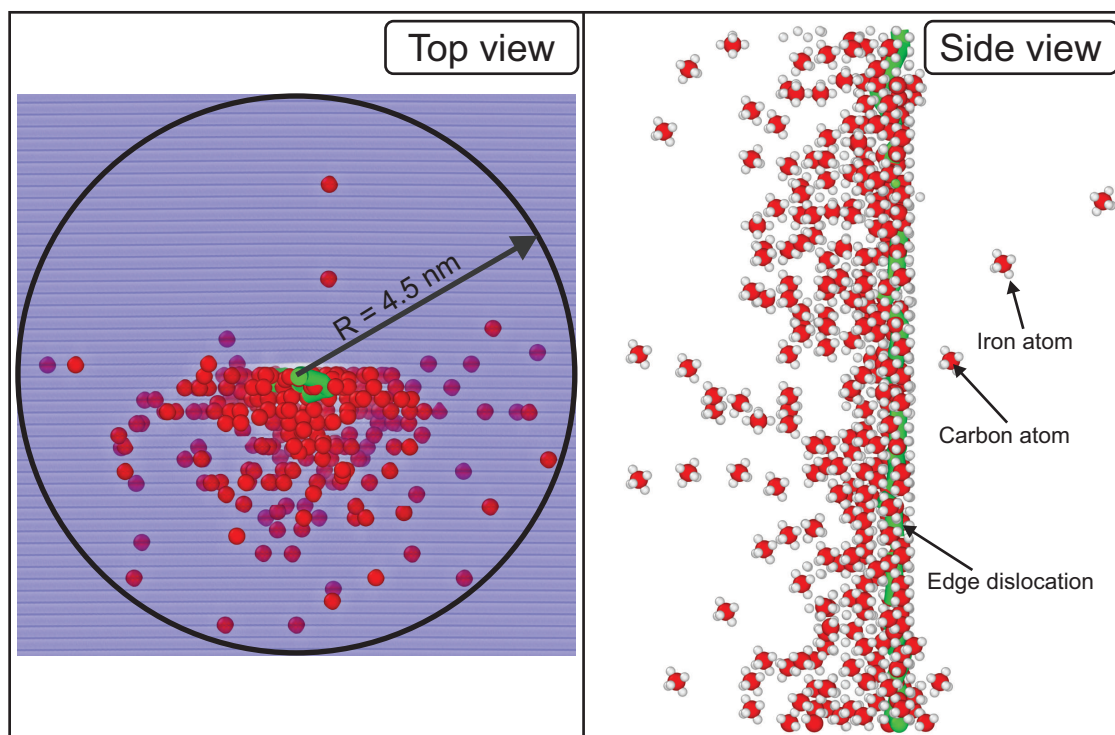 Top view
R = 4.5 nm
Side view
Iron atom
Carbon atom
Edge dislocation